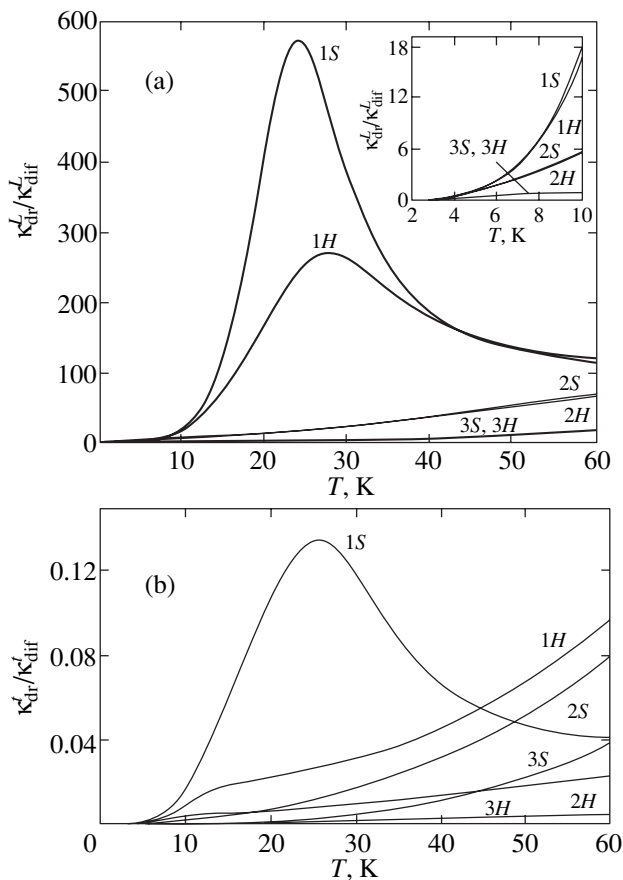 600
500
400
300
200
100
0
κ^L_dr/κ^L_dif
(a)
1S
1H
2S
2H
3S, 3H
10 20 30 40 50 60
T, K
18
12
6
0
κ^L_dr/κ^L_dif
1S
1H
2S
3S, 3H
2H
2 4 6 8 10
T, K
0.12
0.08
0.04
κ^t_dr/κ^t_dif
(b)
1S
1H
2S
3S
2H
3H
0 10 20 30 40 50 60
T, K